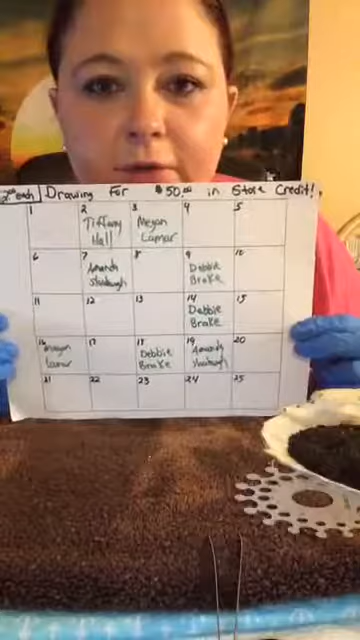 each Drawing For $50.00 in Store Credit!
1 2 3 4 5
Tiffany Megan
Hall Lamar
6 7 8 9 10
Amanda Debbie
Brake
11 12 13 14 15
Debbie
Brake
16 17 18 19 20
Megan Debbie Amanda
Lamar Brake
21 22 23 24 25